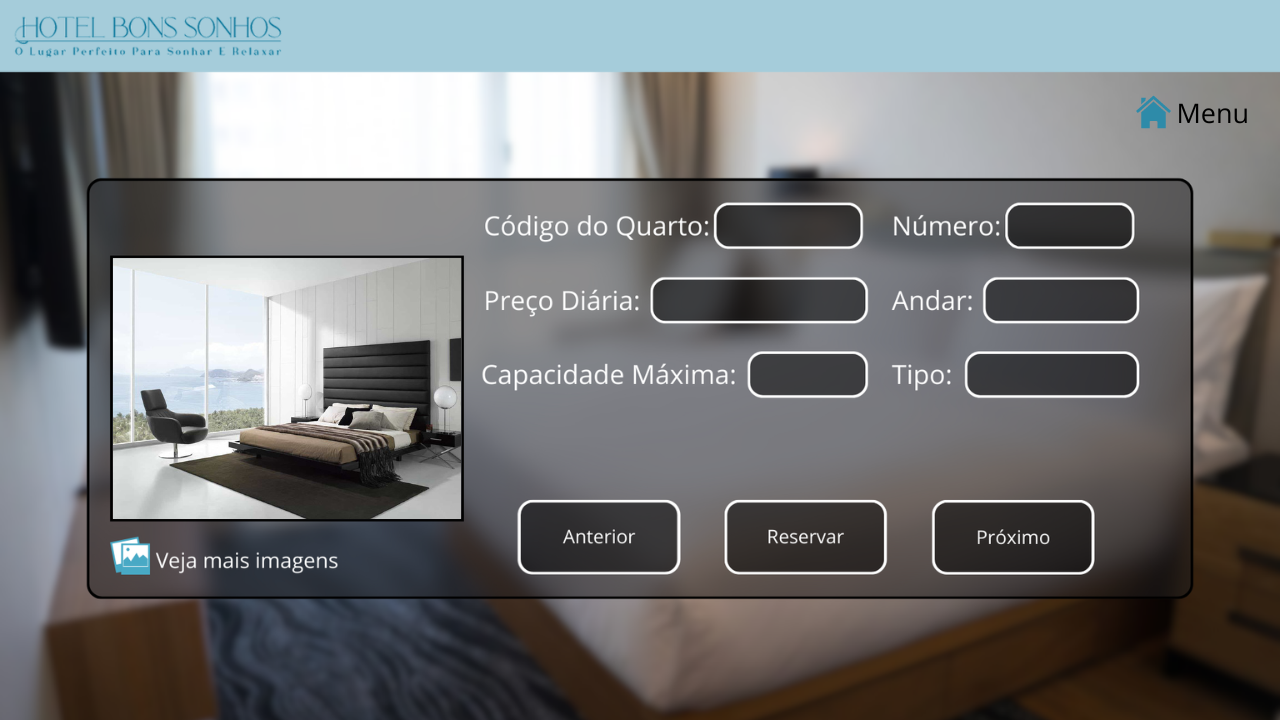 HOTEL BONS SONHOS
O Lugar Perfeito Para Sonhar E Relaxar
Menu
Código do Quarto:
Número:
Preço Diária:
Andar:
Capacidade Máxima:
Tipo:
Veja mais imagens
Anterior
Reservar
Próximo